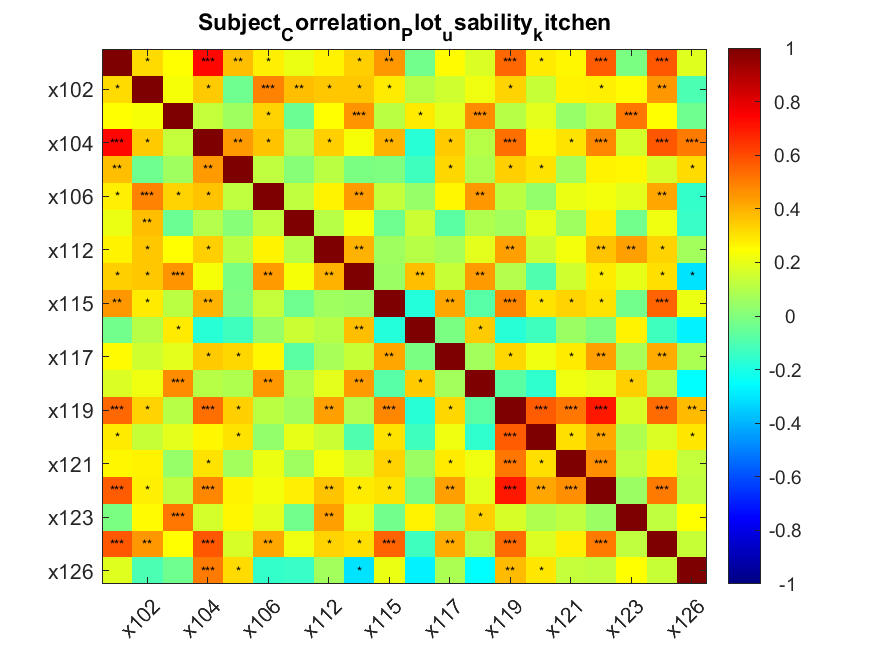 SubjectCorrelationPlotusabilitykitchen
* *** ** * * ** *** * *** ***
x102 * * *** ** * * * * * **
* *** * *** ***
x104 *** * ** * * ** * *** * *** *** ***
** ** * * * *
x106 * *** * * ** ** **
**
x112 * * ** ** ** ** *
* * *** ** ** ** ** * * *
x115 ** * ** ** *** * * * ***
* ** *
x117 * * ** * * ** **
*** ** ** * *
x119 *** * *** * ** *** * *** *** *** *** **
* * * *** * ** *
x121 * * * *** * ***
*** * *** ** * * ** *** ** *** ***
x123 *** ** *
*** ** *** ** * * *** ** *** *** 
x126 *** * * ** *
x102 x104 x106 x112 x115 x117 x119 x121 x123 x126
1
0.8
0.6
0.4
0.2
0
-0.2
-0.4
-0.6
-0.8
-1